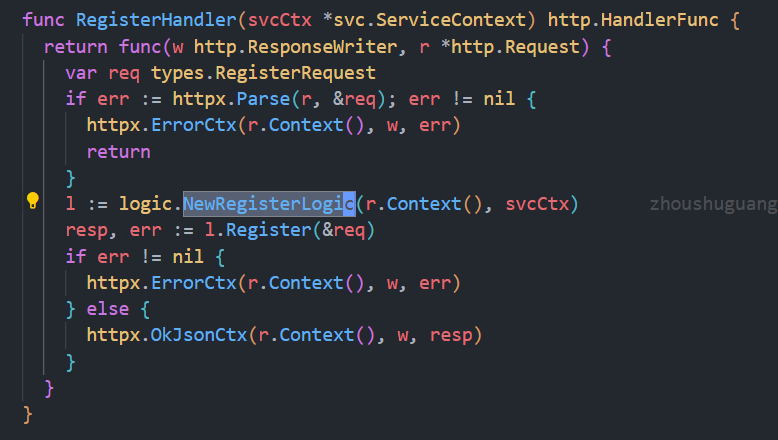 func RegisterHandler(svcCtx *svc.ServiceContext) http.HandlerFunc {
return func(w http.ResponseWriter, r *http.Request) {
var req types.RegisterRequest
if err := httpx.Parse(r, &req); err != nil {
httpx.ErrorCtx(r.Context(), w, err)
return
}
l := logic.NewRegisterLogic(r.Context(), svcCtx) zhoushuguang
resp, err := l.Register(&req)
if err != nil {
httpx.ErrorCtx(r.Context(), w, err)
} else {
httpx.OkJsonCtx(r.Context(), w, resp)
}
}
}